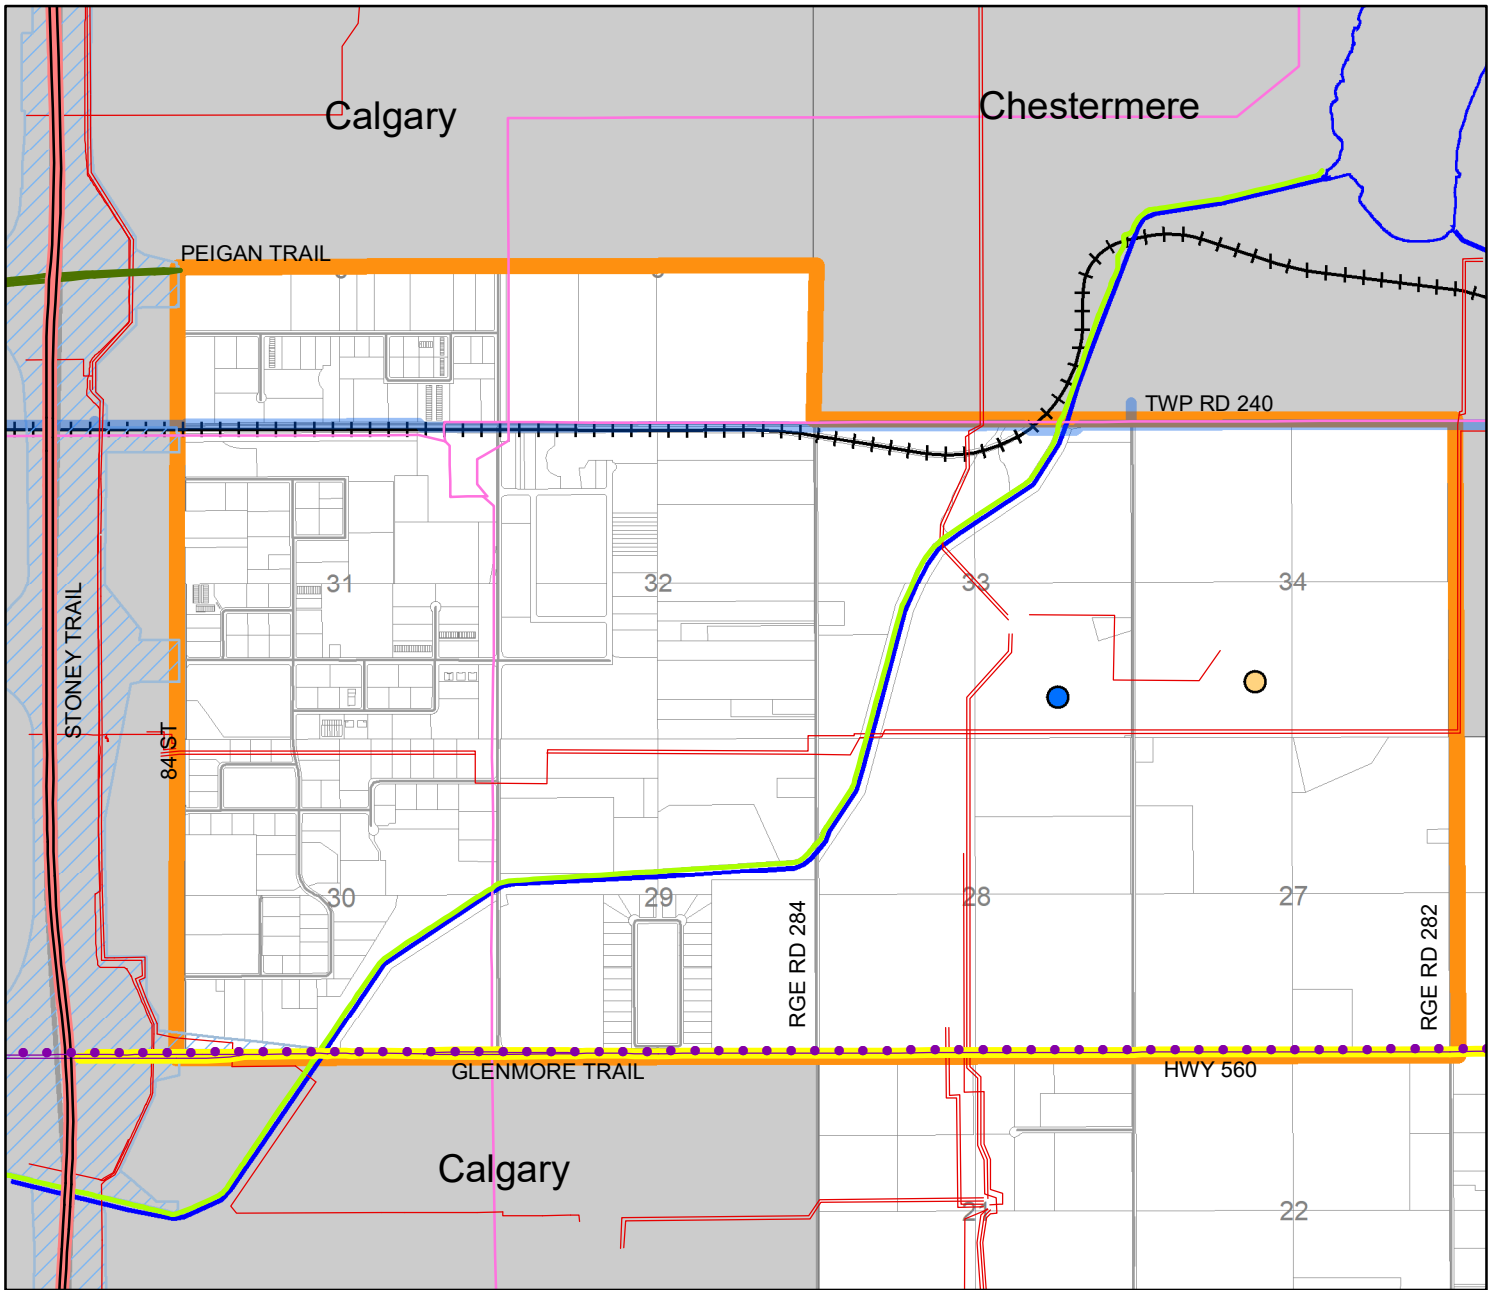 Calgary
Chestermere
PEIGAN TRAIL
TWP RD 240
31
32
33
34
STONEY TRAIL
84 ST
30
29
28
27
RGE RD 284
RGE RD 282
GLENMORE TRAIL
HWY 560
Calgary
22